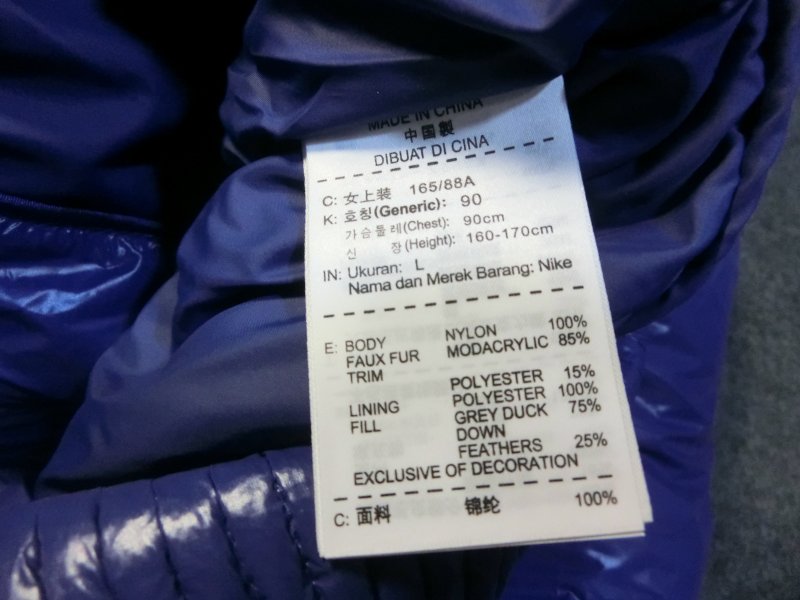 MADE IN CHINA
中国製
DIBUAT DI CINA
C: 女上装 165/88A
K: 호칭(Generic): 90
가슴둘레(Chest): 90cm
신 장(Height): 160-170cm
IN: Ukuran: L
Nama dan Merek Barang: Nike
E: BODY NYLON 100%
FAUX FUR MODACRYLIC 85%
TRIM
POLYESTER 15%
LINING POLYESTER 100%
FILL GREY DUCK 75%
DOWN
FEATHERS 25%
EXCLUSIVE OF DECORATION
C: 面料 锦纶 100%